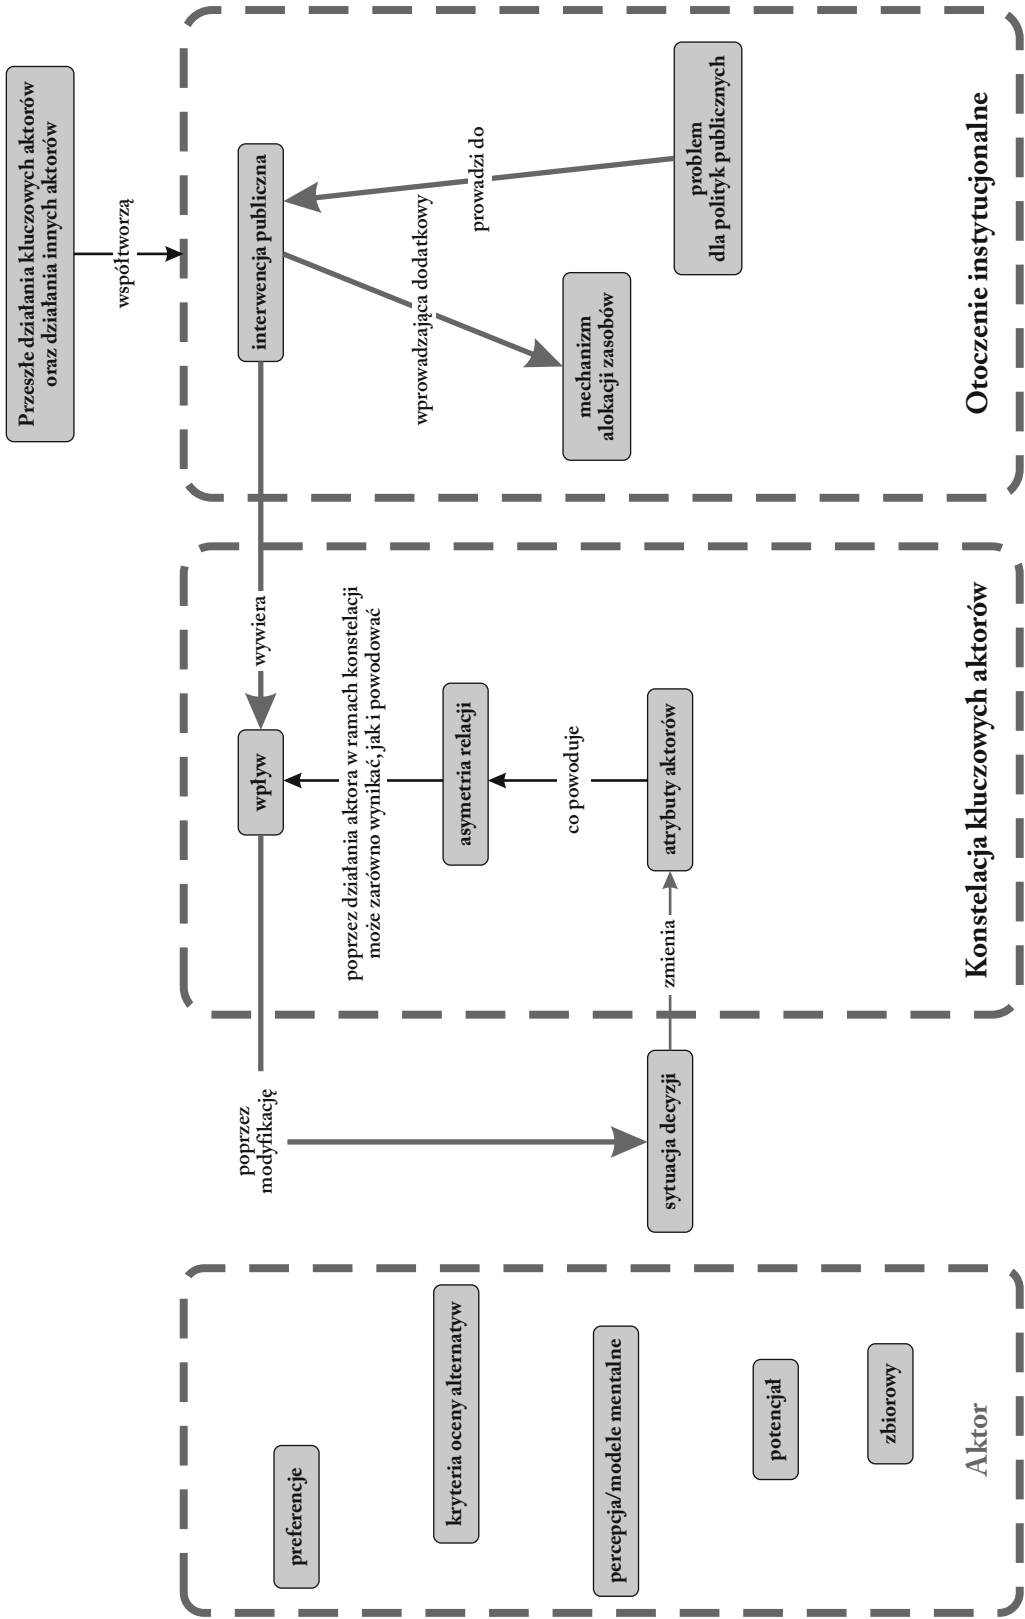 Przeszłe działania kluczowych aktorów
oraz działania innych aktorów
współtworzą
preferencje
kryteria oceny alternatyw
percepcja/modele mentalne
potencjał
zbiorowy
Aktor
poprzez
modyfikację
sytuacja decyzji
zmienia
wpływ
wywiera
poprzez działania aktora w ramach konstelacji
może zarówno wynikać, jak i powodować
asymetria relacji
co powoduje
atrybuty aktorów
Konstelacja kluczowych aktorów
interwencja publiczna
wprowadzająca dodatkowy
prowadzi do
mechanizm
alokacji zasobów
problem
dla polityk publicznych
Otoczenie instytucjonalne